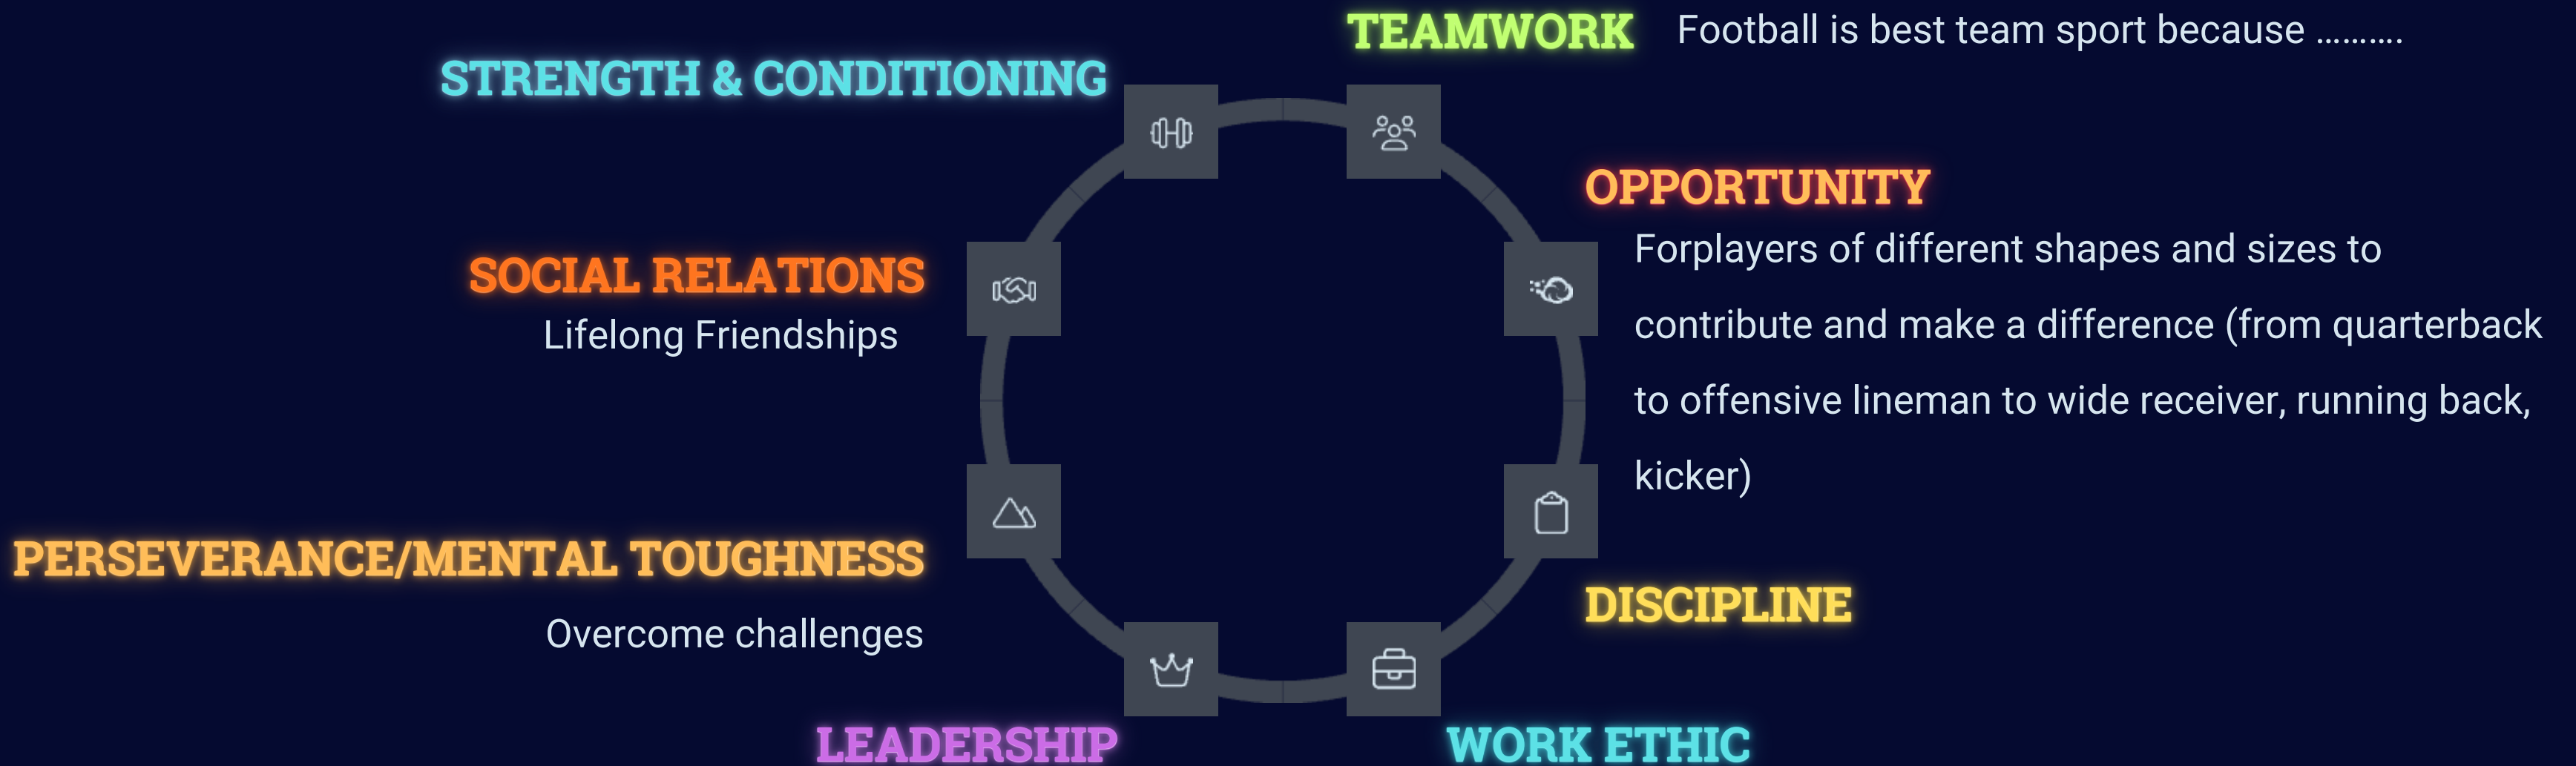 TEAMWORK
Football is best team sport because ..........
STRENGTH & CONDITIONING
OPPORTUNITY
Forplayers of different shapes and sizes to
contribute and make a difference (from quarterback
to offensive lineman to wide receiver, running back,
kicker)
SOCIAL RELATIONS
Lifelong Friendships
PERSEVERANCE/MENTAL TOUGHNESS
Overcome challenges
DISCIPLINE
LEADERSHIP
WORK ETHIC